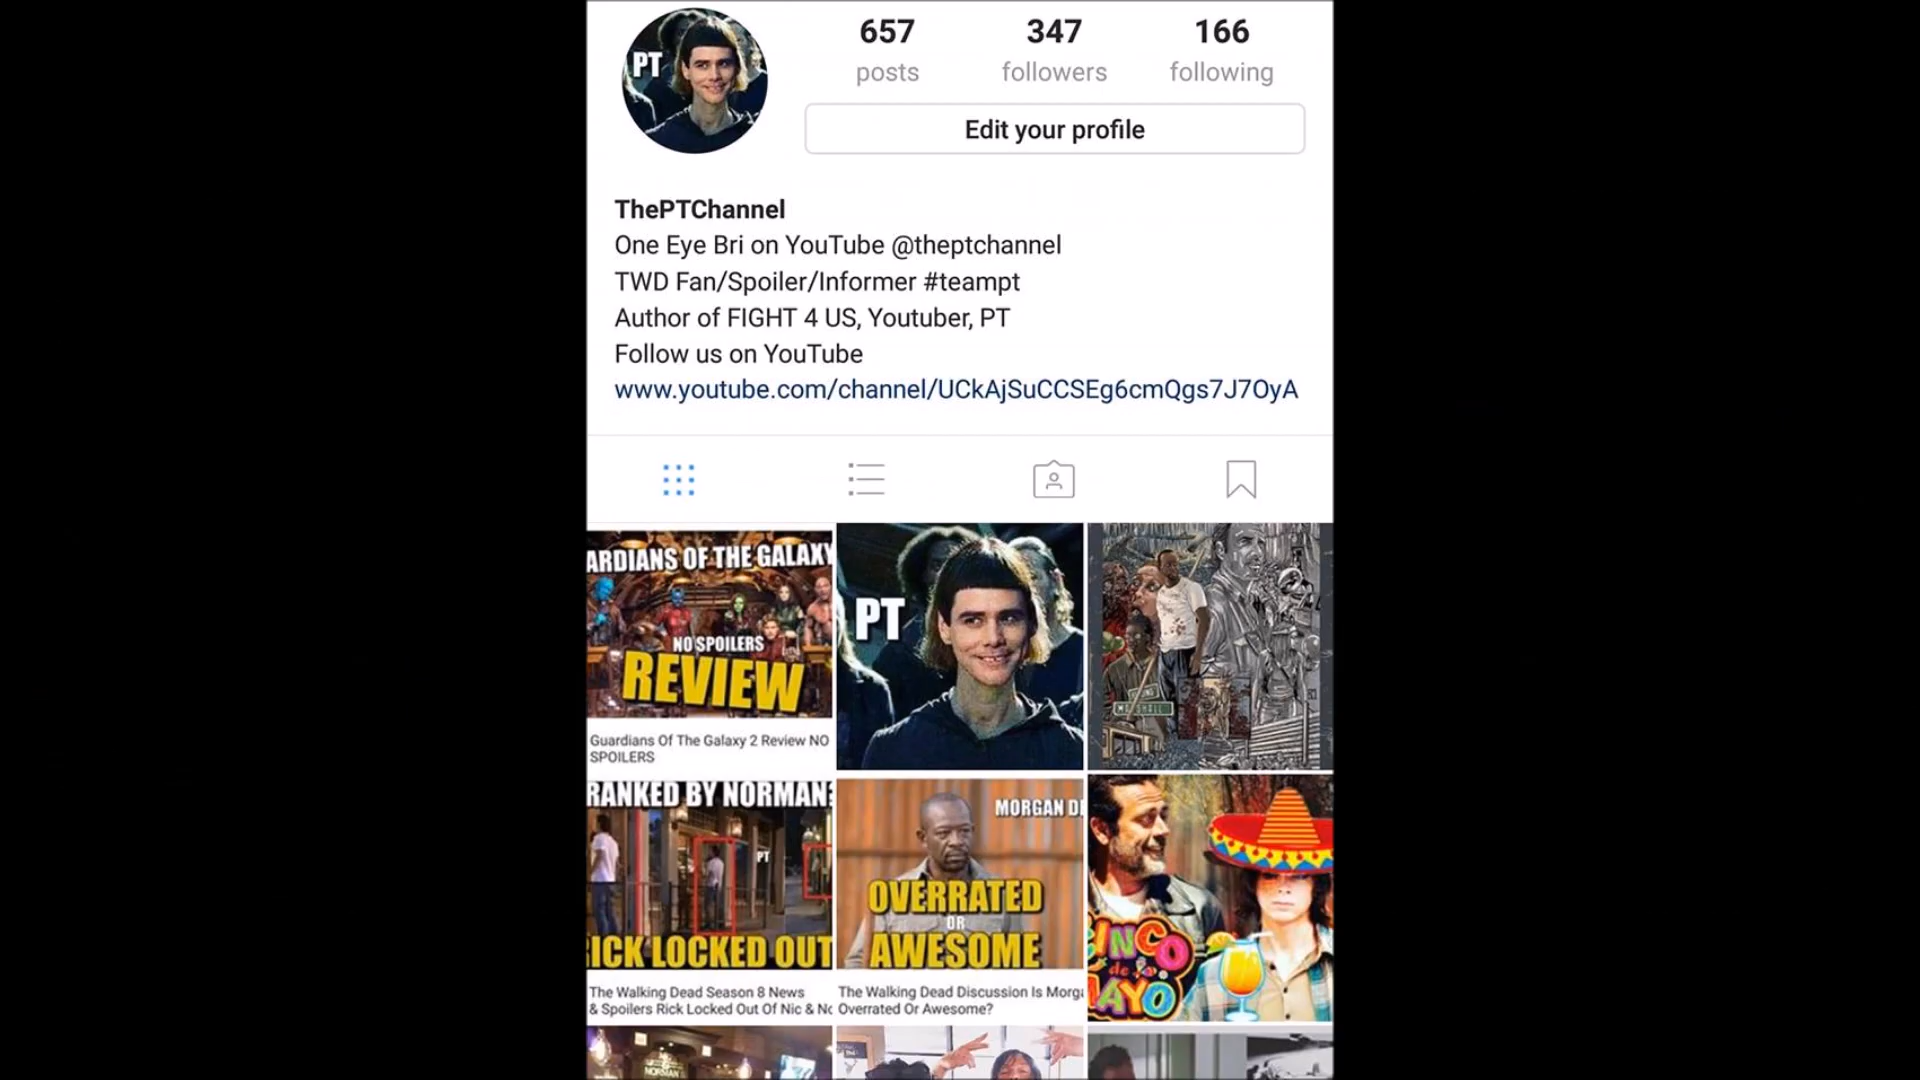 PT
657 347 166
posts followers following
Edit your profile
ThePTChannel
One Eye Bri on YouTube @theptchannel
TWD Fan/Spoiler/Informer #teampt
Author of FIGHT 4 US, Youtuber, PT
Follow us on YouTube
www.youtube.com/channel/UCkAjSuCCSEg6cmQgs7J7OyA
ARDIANS OF THE GALAXY
NO SPOILERS
REVIEW
Guardians Of The Galaxy 2 Review NO
SPOILERS
PT
RANKED BY NORMAN
PT
ICK LOCKED OUT
The Walking Dead Season 8 News
& Spoilers Rick Locked Out Of Nic & No
MORGAN
OVERRATED
OR
AWESOME
The Walking Dead Discussion Is Morga
Overrated Or Awesome?
INCO
de
MAYO